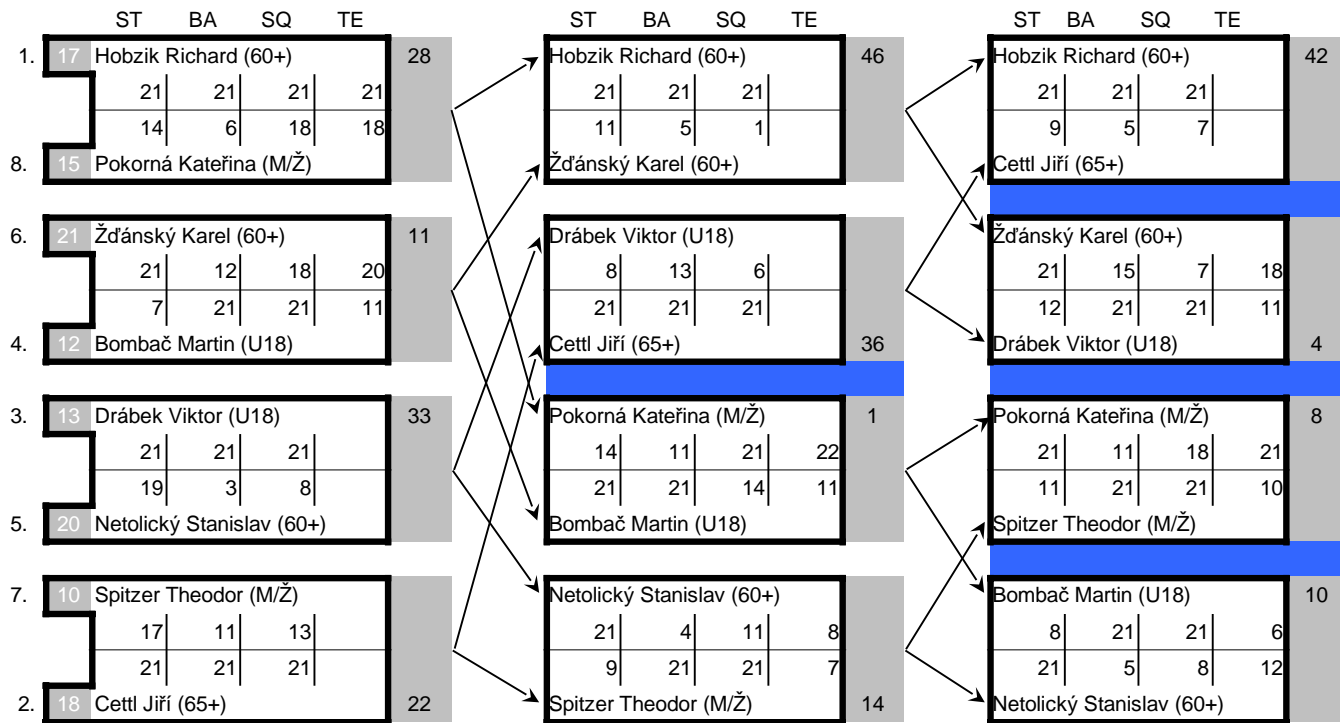 ST BA SQ TE ST BA SQ TE ST BA SQ TE
1. 17 Hobzik Richard (60+) 28
21 21 21 21
14 6 18 18
8. 15 Pokorná Kateřina (M/Ž)
6. 21 Žďánský Karel (60+) 11
21 12 18 20
7 21 21 11
4. 12 Bombač Martin (U18)
3. 13 Drábek Viktor (U18) 33
21 21 21
19 3 8
5. 20 Netolický Stanislav (60+)
7. 10 Spitzer Theodor (M/Ž)
17 11 13
21 21 21
2. 18 Cettl Jiří (65+) 22
Hobzik Richard (60+) 46
21 21 21
11 5 1
Žďánský Karel (60+)
Drábek Viktor (U18)
8 13 6
21 21 21
Cettl Jiří (65+) 36
Pokorná Kateřina (M/Ž) 1
14 11 21 22
21 21 14 11
Bombač Martin (U18)
Netolický Stanislav (60+)
21 4 11 8
9 21 21 7
Spitzer Theodor (M/Ž) 14
Hobzik Richard (60+) 42
21 21 21
9 5 7
Cettl Jiří (65+)
Žďánský Karel (60+)
21 15 7 18
12 21 21 11
Drábek Viktor (U18) 4
Pokorná Kateřina (M/Ž) 8
21 11 18 21
11 21 21 10
Spitzer Theodor (M/Ž)
Bombač Martin (U18) 10
8 21 21 6
21 5 8 12
Netolický Stanislav (60+)